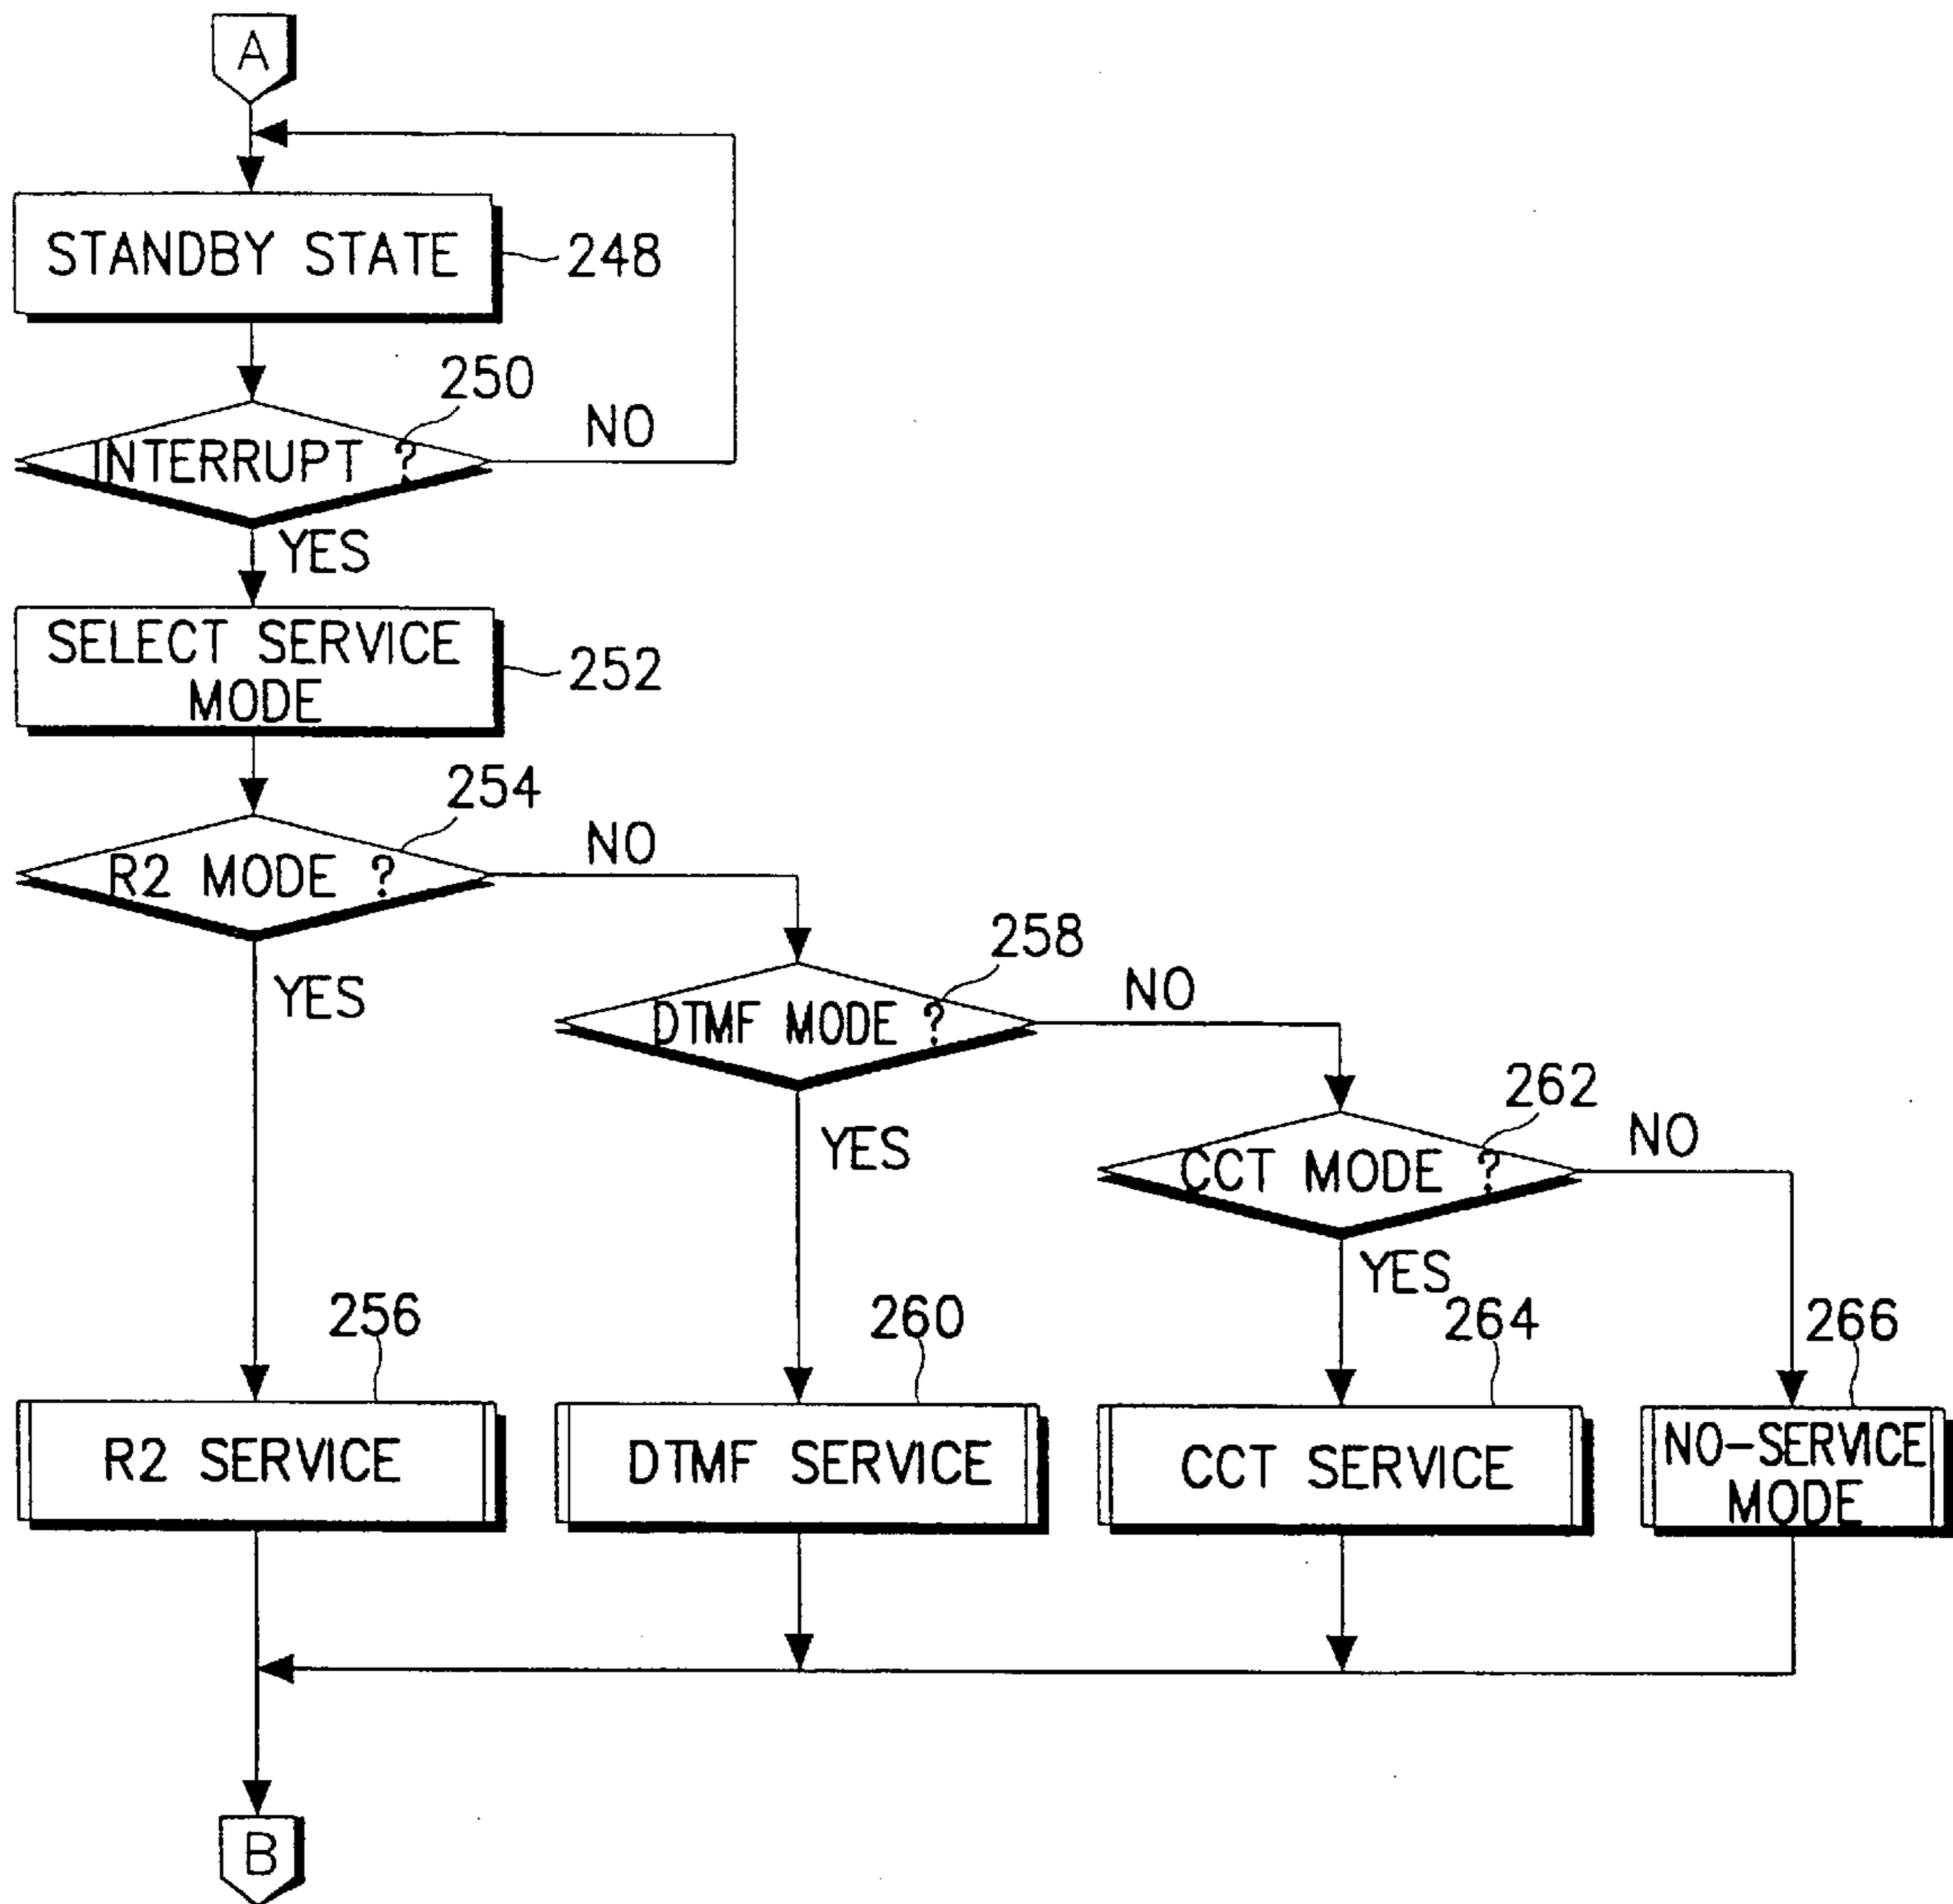 A
STANDBY STATE
248
250
INTERRUPT ?
NO
YES
SELECT SERVICE
MODE
252
254
R2 MODE ?
NO
YES
258
DTMF MODE ?
NO
YES
262
CCT MODE ?
NO
YES
256
260
264
266
R2 SERVICE
DTMF SERVICE
CCT SERVICE
NO-SERVICE
MODE
B